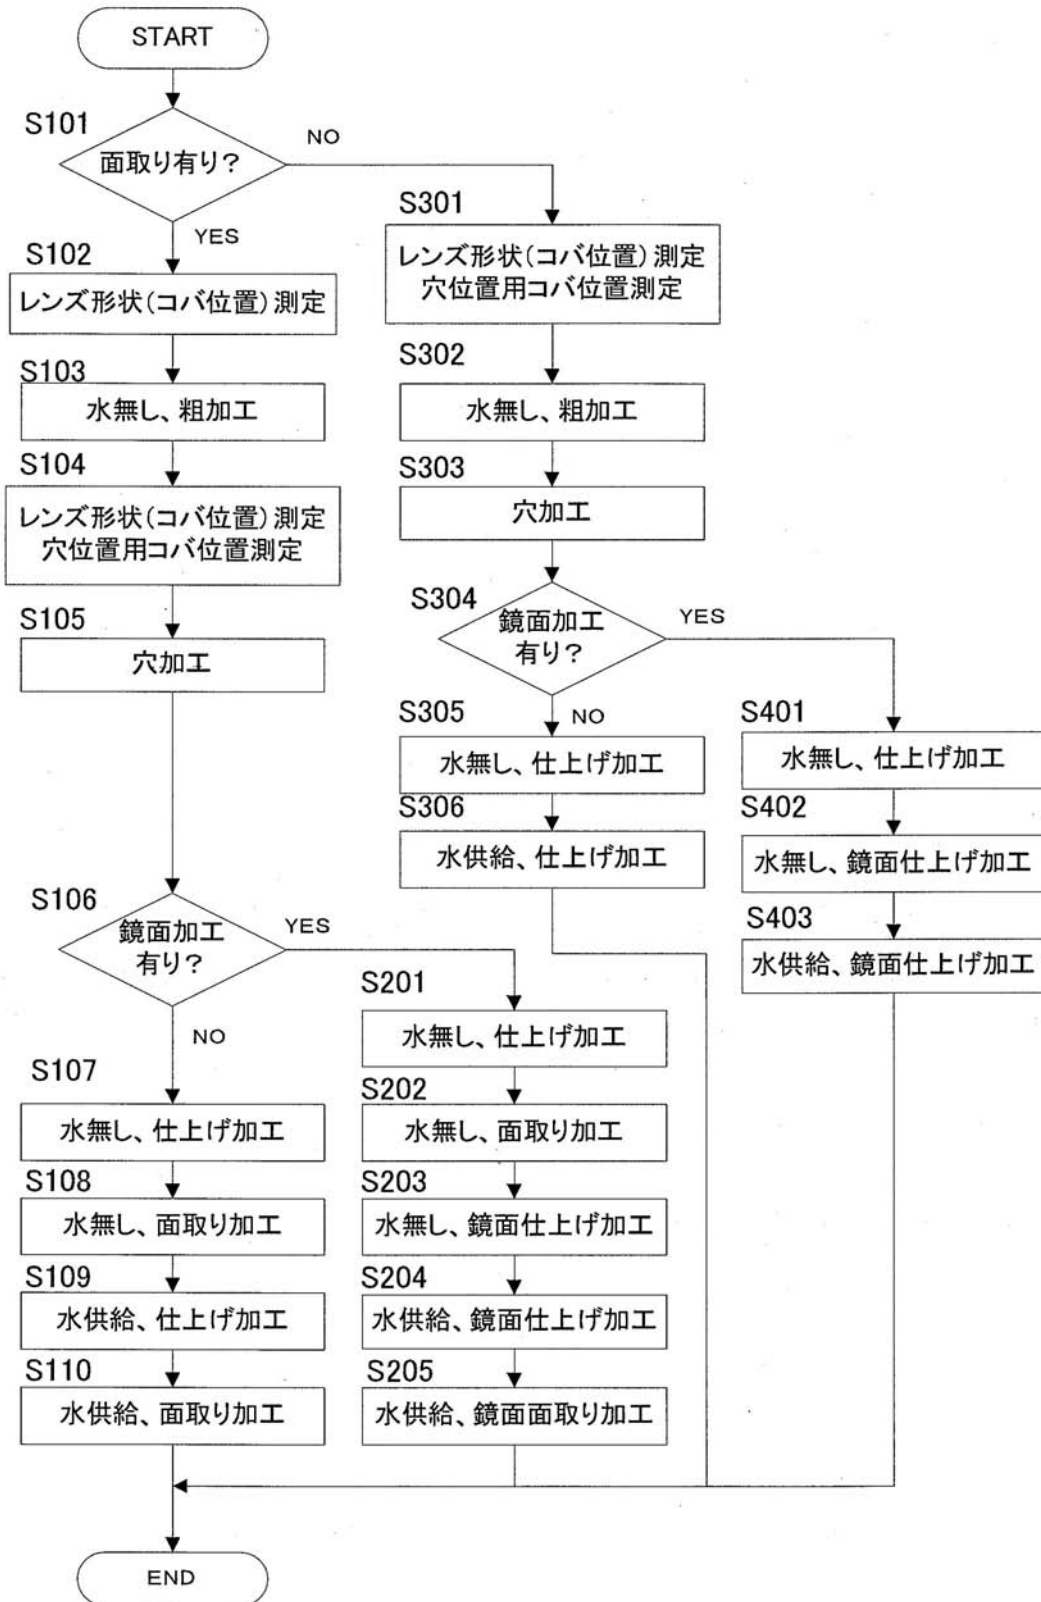 START
S101
面取り有り?
NO
YES
S102
レンズ形状(コバ位置)測定
S103
水無し、粗加工
S104
レンズ形状(コバ位置)測定
穴位置用コバ位置測定
S105
穴加工
S106
鏡面加工
有り?
YES
NO
S107
水無し、仕上げ加工
S108
水無し、面取り加工
S109
水供給、仕上げ加工
S110
水供給、面取り加工
S201
水無し、仕上げ加工
S202
水無し、面取り加工
S203
水無し、鏡面仕上げ加工
S204
水供給、鏡面仕上げ加工
S205
水供給、鏡面面取り加工
S301
レンズ形状(コバ位置)測定
穴位置用コバ位置測定
S302
水無し、粗加工
S303
穴加工
S304
鏡面加工
有り?
YES
NO
S305
水無し、仕上げ加工
S306
水供給、仕上げ加工
S401
水無し、仕上げ加工
S402
水無し、鏡面仕上げ加工
S403
水供給、鏡面仕上げ加工
END